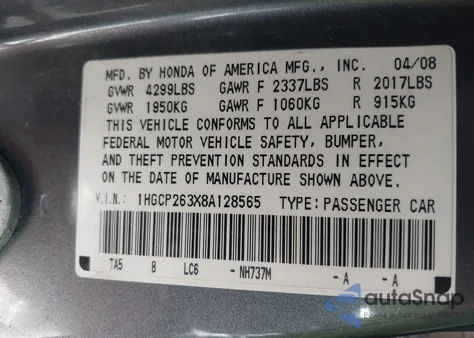 MFD. BY HONDA OF AMERICA MFG., INC. 04/08
GVWR 4299LBS GAWR F 2337LBS R 2017LBS
GVWR 1950KG GAWR F 1060KG R 915KG
THIS VEHICLE CONFORMS TO ALL APPLICABLE
FEDERAL MOTOR VEHICLE SAFETY, BUMPER,
AND THEFT PREVENTION STANDARDS IN EFFECT
ON THE DATE OF MANUFACTURE SHOWN ABOVE.
V.I.N.: 1HGCP263X8A128565 TYPE: PASSENGER CAR
TA5 8 LC6 -NH737M -A -A
autoSnap